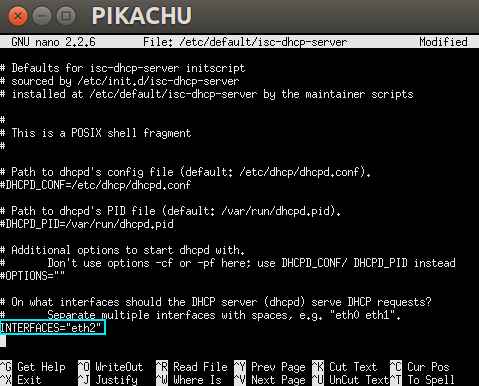 PIKACHU
GNU nano 2.2.6 File: /etc/default/isc-dhcp-server Modified
# Defaults for isc-dhcp-server initscript
# sourced by /etc/init.d/isc-dhcp-server
# installed at /etc/default/isc-dhcp-server by the maintainer scripts
#
# This is a POSIX shell fragment
#
# Path to dhcpd's config file (default: /etc/dhcp/dhcpd.conf).
#DHCPD_CONF=/etc/dhcp/dhcpd.conf
# Path to dhcpd's PID file (default: /var/run/dhcpd.pid).
#DHCPD_PID=/var/run/dhcpd.pid
# Additional options to start dhcpd with.
# Don't use options -cf or -pf here; use DHCPD_CONF/ DHCPD_PID instead
#OPTIONS=""
# On what interfaces should the DHCP server (dhcpd) serve DHCP requests?
# Separate multiple interfaces with spaces, e.g. "eth0 eth1".
INTERFACES="eth2"
^G Get Help ^O WriteOut ^R Read File ^Y Prev Page ^K Cut Text ^C Cur Pos
^X Exit ^J Justify ^W Where Is ^V Next Page ^U UnCut Text ^T To Spell